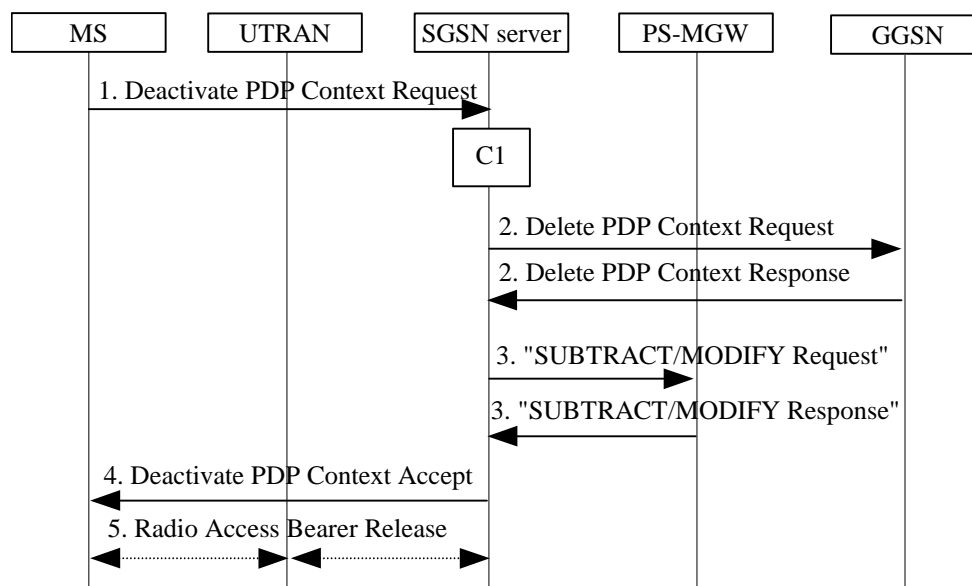 MS
UTRAN
SGSN server
PS-MGW
GGSN
1. Deactivate PDP Context Request
C1
2. Delete PDP Context Request
2. Delete PDP Context Response
3. "SUBTRACT/MODIFY Request"
3. "SUBTRACT/MODIFY Response"
4. Deactivate PDP Context Accept
5. Radio Access Bearer Release